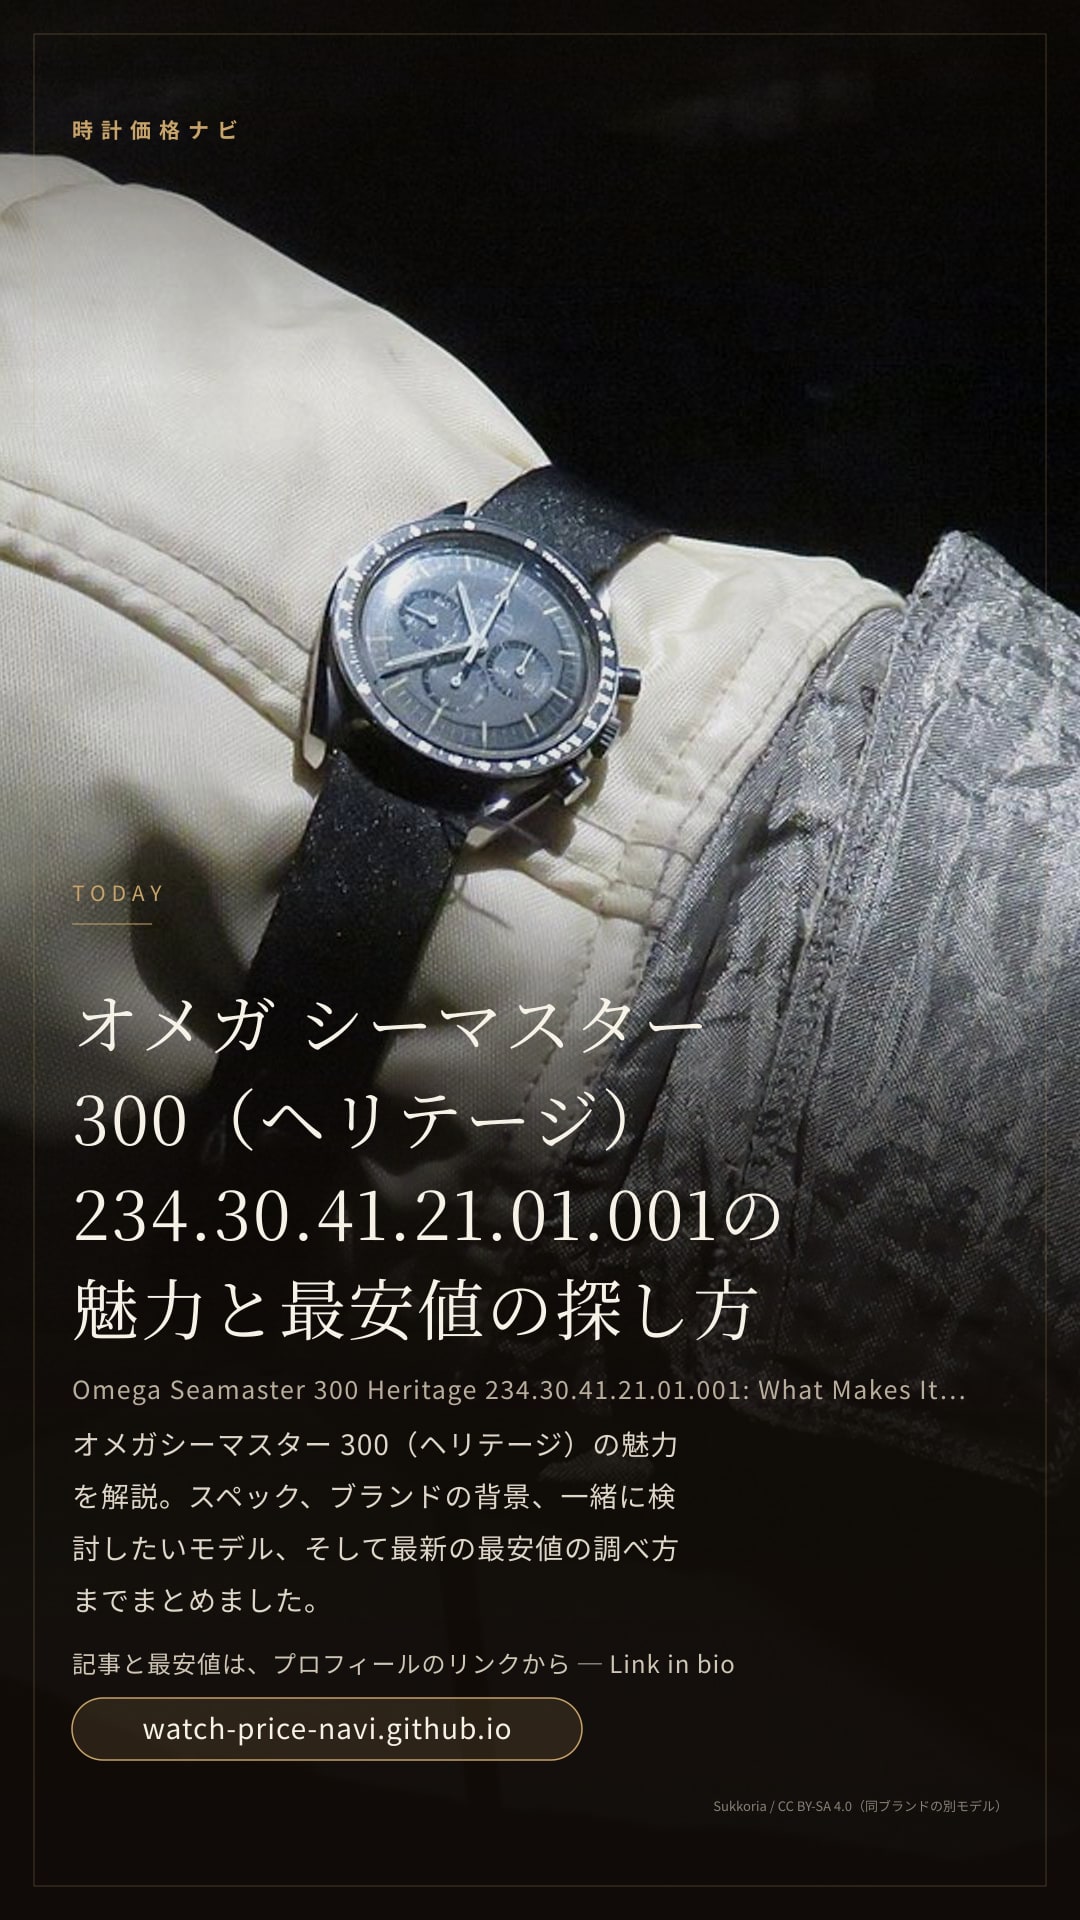 時計価格ナビ
TODAY
オメガ シーマスター
300（ヘリテージ）
234.30.41.21.01.001の
魅力と最安値の探し方
Omega Seamaster 300 Heritage 234.30.41.21.01.001: What Makes It…
オメガシーマスター 300（ヘリテージ）の魅力
を解説。スペック、ブランドの背景、一緒に検
討したいモデル、そして最新の最安値の調べ方
までまとめました。
記事と最安値は、プロフィールのリンクから — Link in bio
watch-price-navi.github.io
Sukkoria / CC BY-SA 4.0（同ブランドの別モデル）